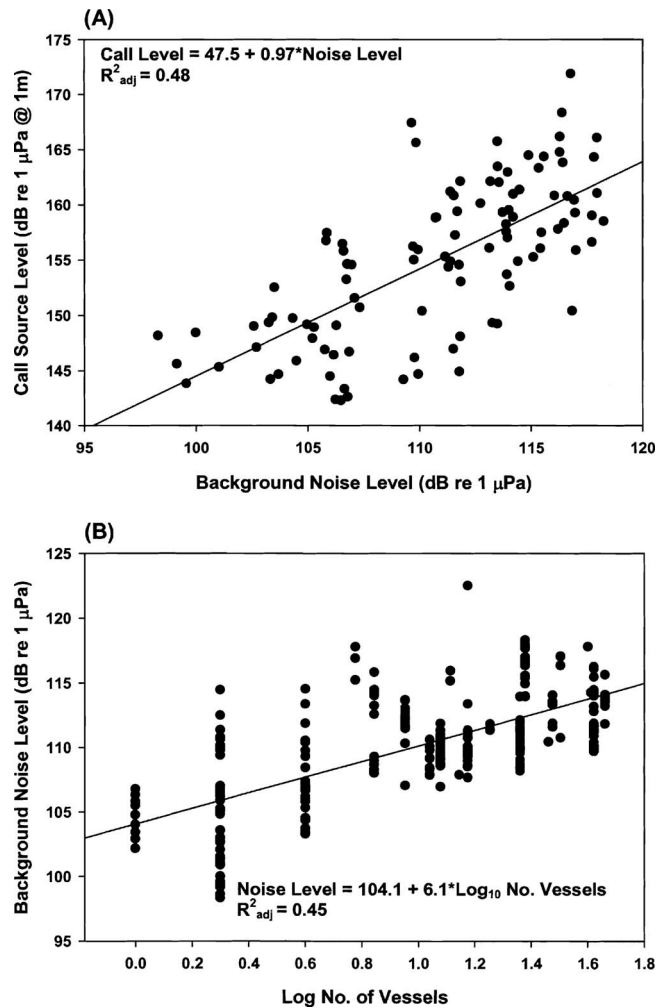 (A)
Call Level = 47.5 + 0.97*Noise Level
R²adj = 0.48
Call Source Level (dB re 1 μPa @ 1m)
175
170
165
160
155
150
145
140
95 100 105 110 115 120
Background Noise Level (dB re 1 μPa)
(B)
Background Noise Level (dB re 1 μPa)
125
120
115
110
105
100
95
Noise Level = 104.1 + 6.1*Log₁₀ No. Vessels
R²adj = 0.45
0.0 0.2 0.4 0.6 0.8 1.0 1.2 1.4 1.6 1.8
Log No. of Vessels